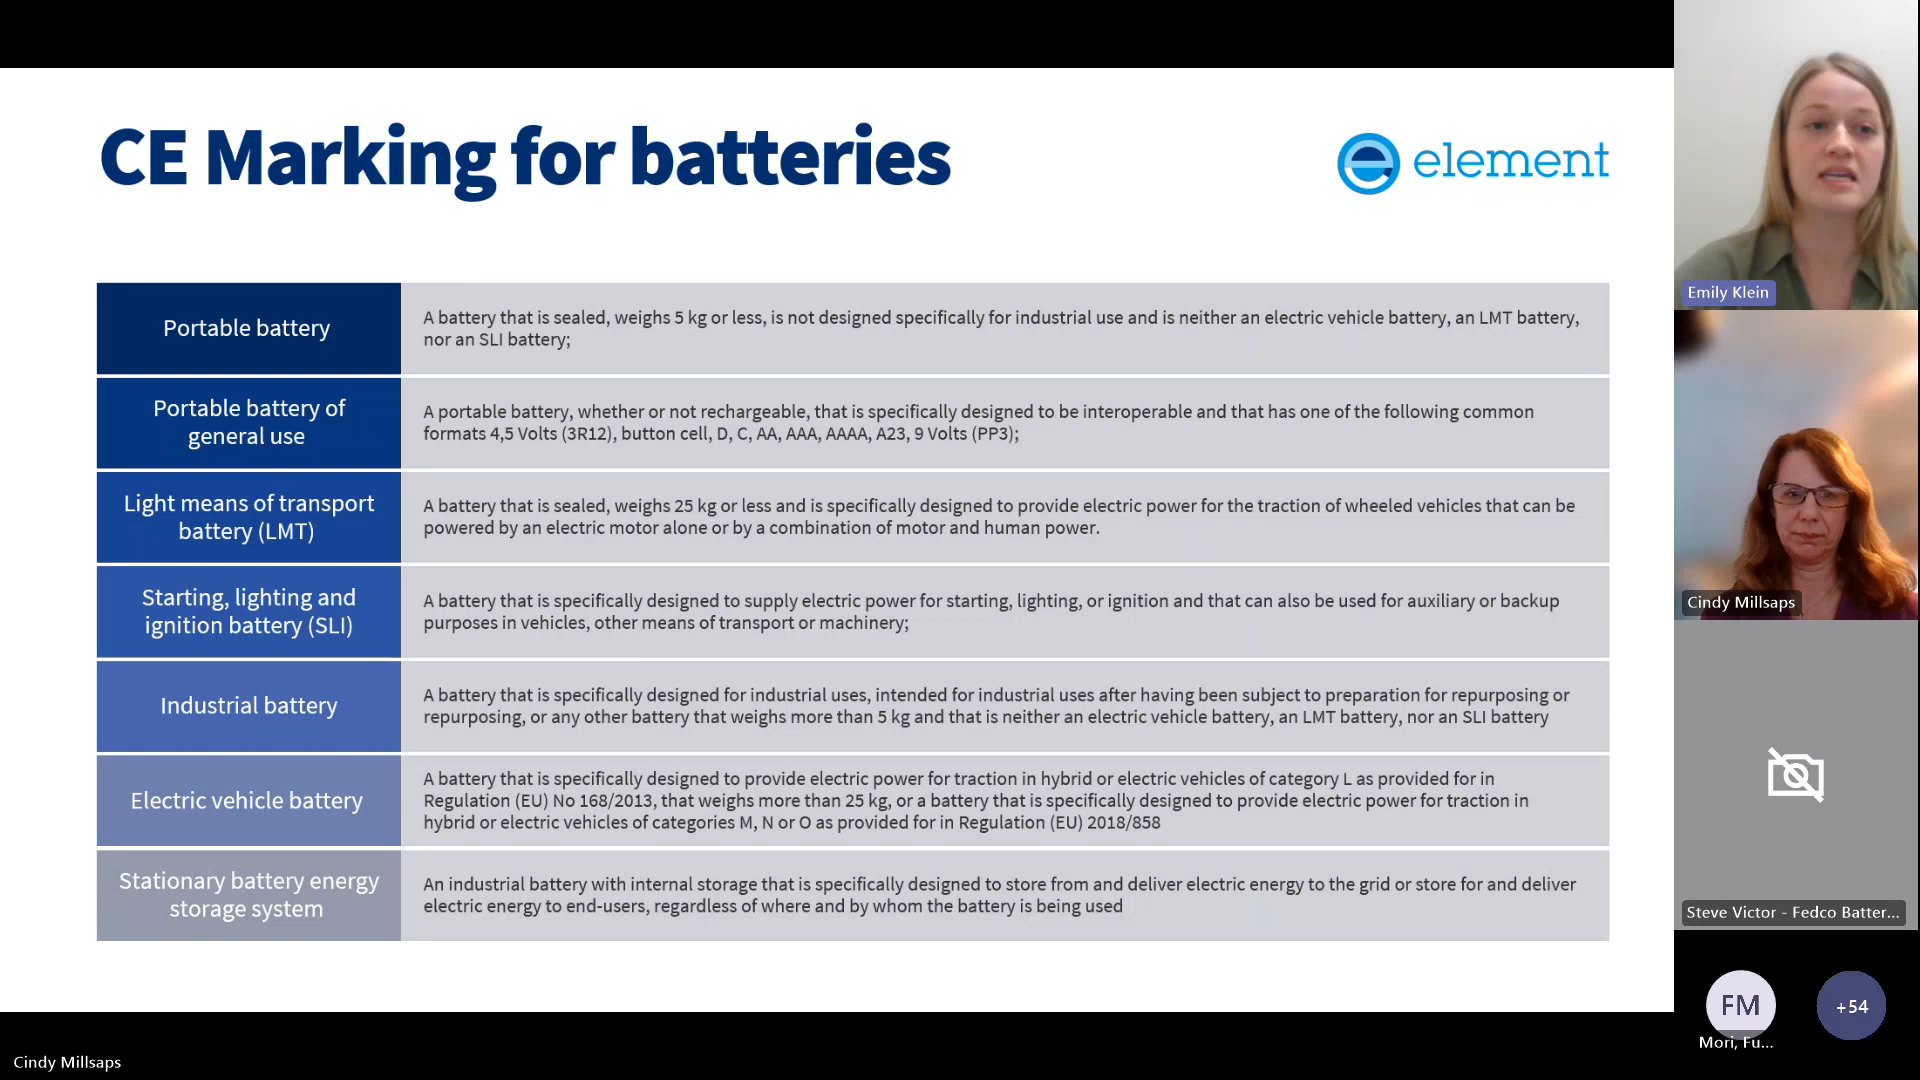 CE Marking for batteries
element
Portable battery
A battery that is sealed, weighs 5 kg or less, is not designed specifically for industrial use and is neither an electric vehicle battery, an LMT battery,
nor an SLI battery;
Portable battery of
general use
A portable battery, whether or not rechargeable, that is specifically designed to be interoperable and that has one of the following common
formats 4,5 Volts (3R12), button cell, D, C, AA, AAA, AAAA, A23, 9 Volts (PP3);
Light means of transport
battery (LMT)
A battery that is sealed, weighs 25 kg or less and is specifically designed to provide electric power for the traction of wheeled vehicles that can be
powered by an electric motor alone or by a combination of motor and human power.
Starting, lighting and
ignition battery (SLI)
A battery that is specifically designed to supply electric power for starting, lighting, or ignition and that can also be used for auxiliary or backup
purposes in vehicles, other means of transport or machinery;
Industrial battery
A battery that is specifically designed for industrial uses, intended for industrial uses after having been subject to preparation for repurposing or
repurposing, or any other battery that weighs more than 5 kg and that is neither an electric vehicle battery, an LMT battery, nor an SLI battery
Electric vehicle battery
A battery that is specifically designed to provide electric power for traction in hybrid or electric vehicles of category L as provided for in
Regulation (EU) No 168/2013, that weighs more than 25 kg, or a battery that is specifically designed to provide electric power for traction in
hybrid or electric vehicles of categories M, N or O as provided for in Regulation (EU) 2018/858
Stationary battery energy
storage system
An industrial battery with internal storage that is specifically designed to store from and deliver electric energy to the grid or store for and deliver
electric energy to end-users, regardless of where and by whom the battery is being used
Emily Klein
Cindy Millsaps
Steve Victor - Fedco Batter...
FM
+54
Mori, Fu...
Cindy Millsaps